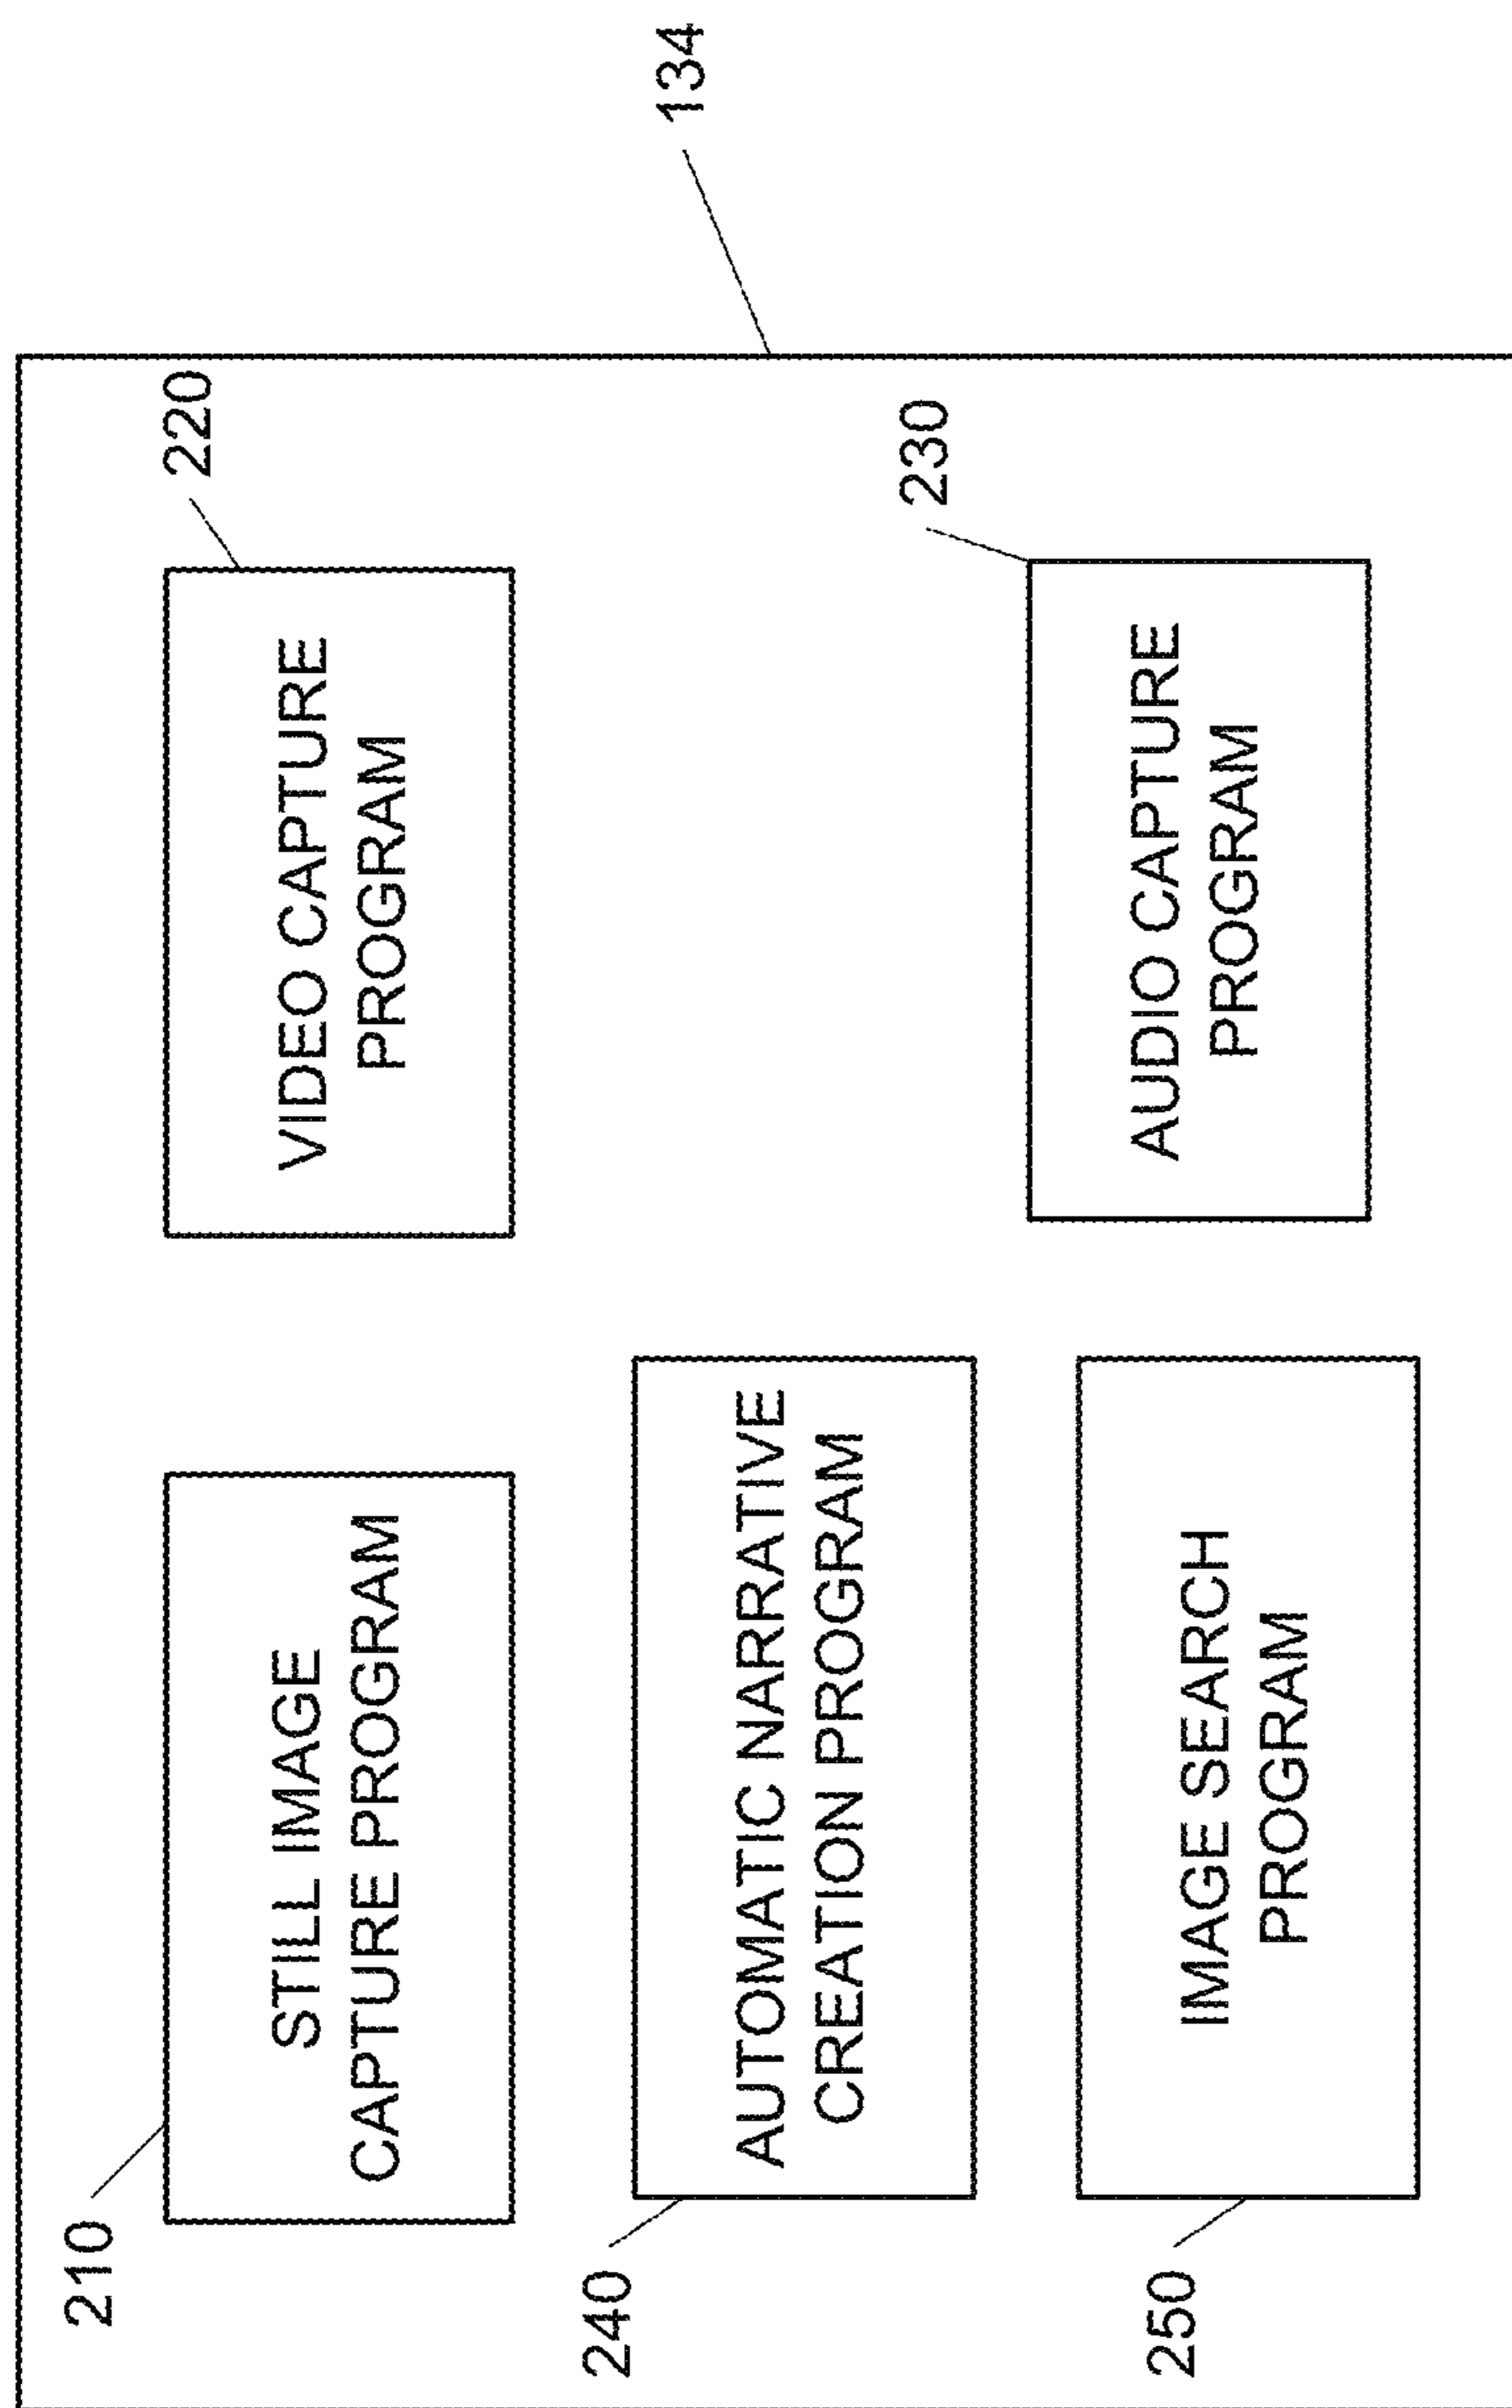 134
210
STILL IMAGE
CAPTURE PROGRAM
220
VIDEO CAPTURE
PROGRAM
240
AUTOMATIC NARRATIVE
CREATION PROGRAM
230
AUDIO CAPTURE
PROGRAM
250
IMAGE SEARCH
PROGRAM